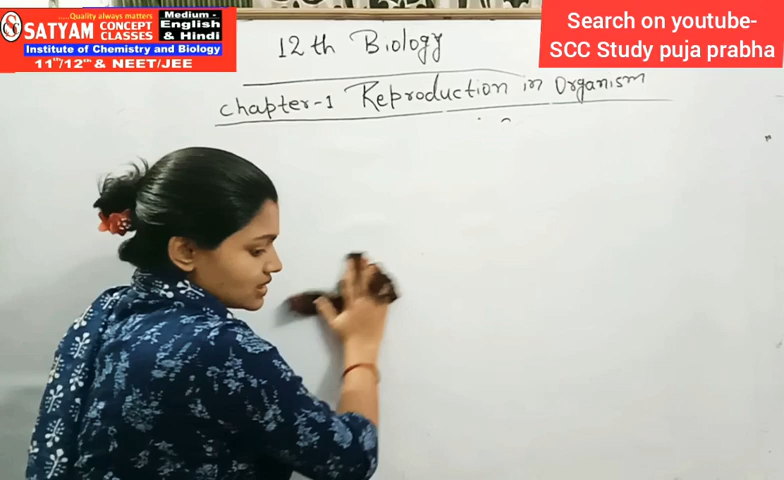 .....Quality always matters
SATYAM CONCEPT CLASSES
Medium - English & Hindi
Institute of Chemistry and Biology
11th/12th & NEET/JEE
Search on youtube-
SCC Study puja prabha
12th Biology
chapter-1 Reproduction in Organism